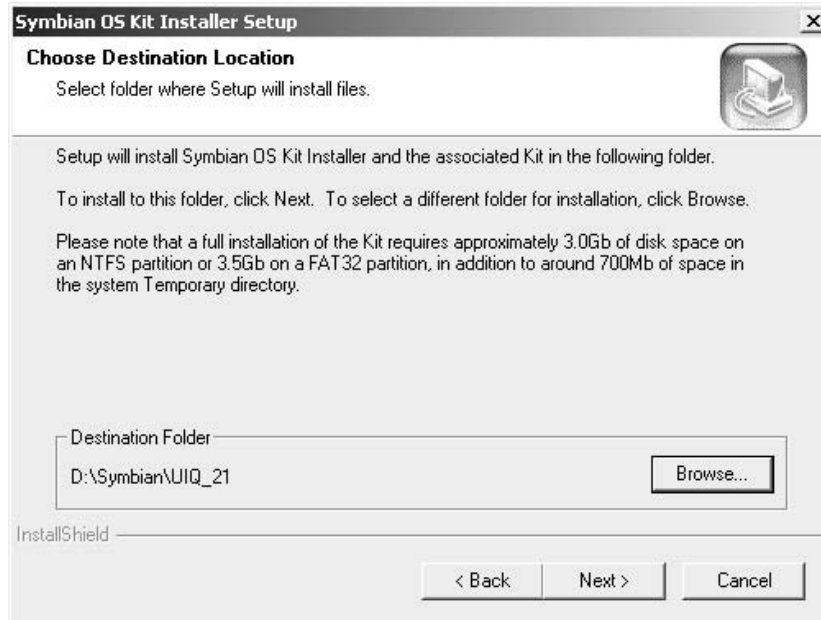 Symbian OS Kit Installer Setup
Choose Destination Location
Select folder where Setup will install files.
Setup will install Symbian OS Kit Installer and the associated Kit in the following folder.
To install to this folder, click Next. To select a different folder for installation, click Browse.
Please note that a full installation of the Kit requires approximately 3.0Gb of disk space on
an NTFS partition or 3.5Gb on a FAT32 partition, in addition to around 700Mb of space in
the system Temporary directory.
Destination Folder
D:\Symbian\UIQ_21
Browse...
InstallShield
< Back
Next >
Cancel